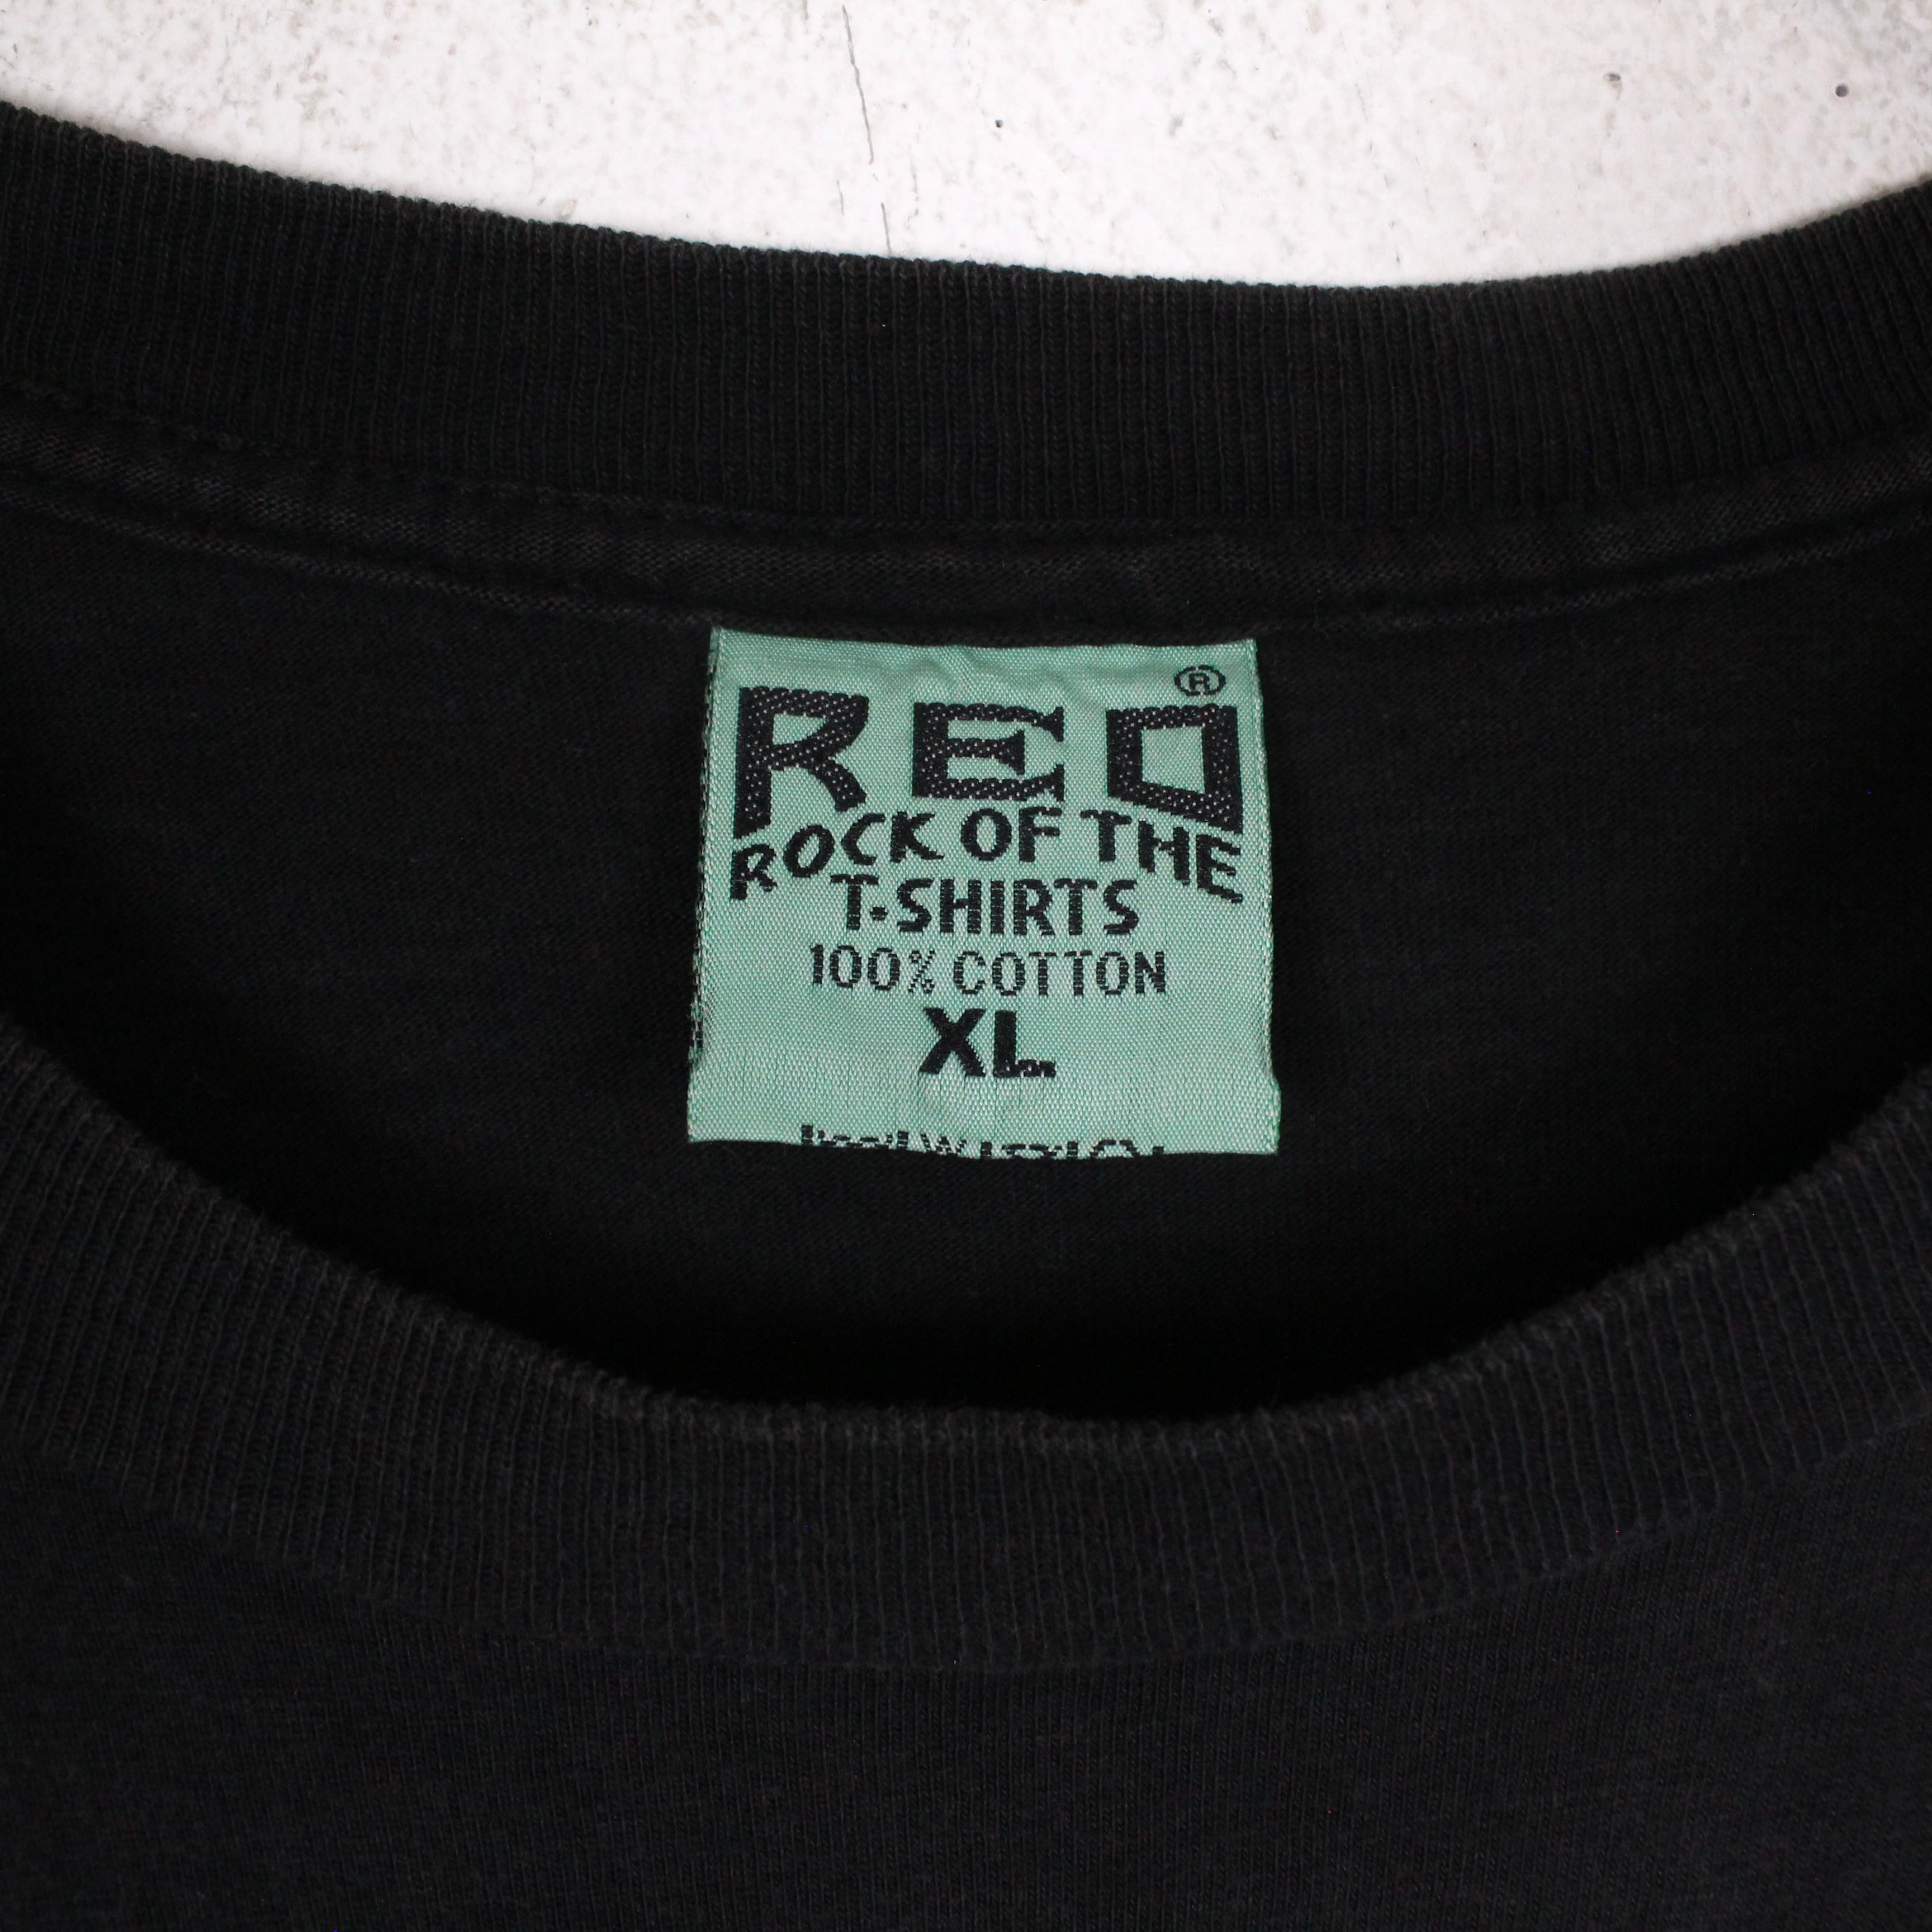 REO ®
ROCK OF THE
T-SHIRTS
100% COTTON
XL